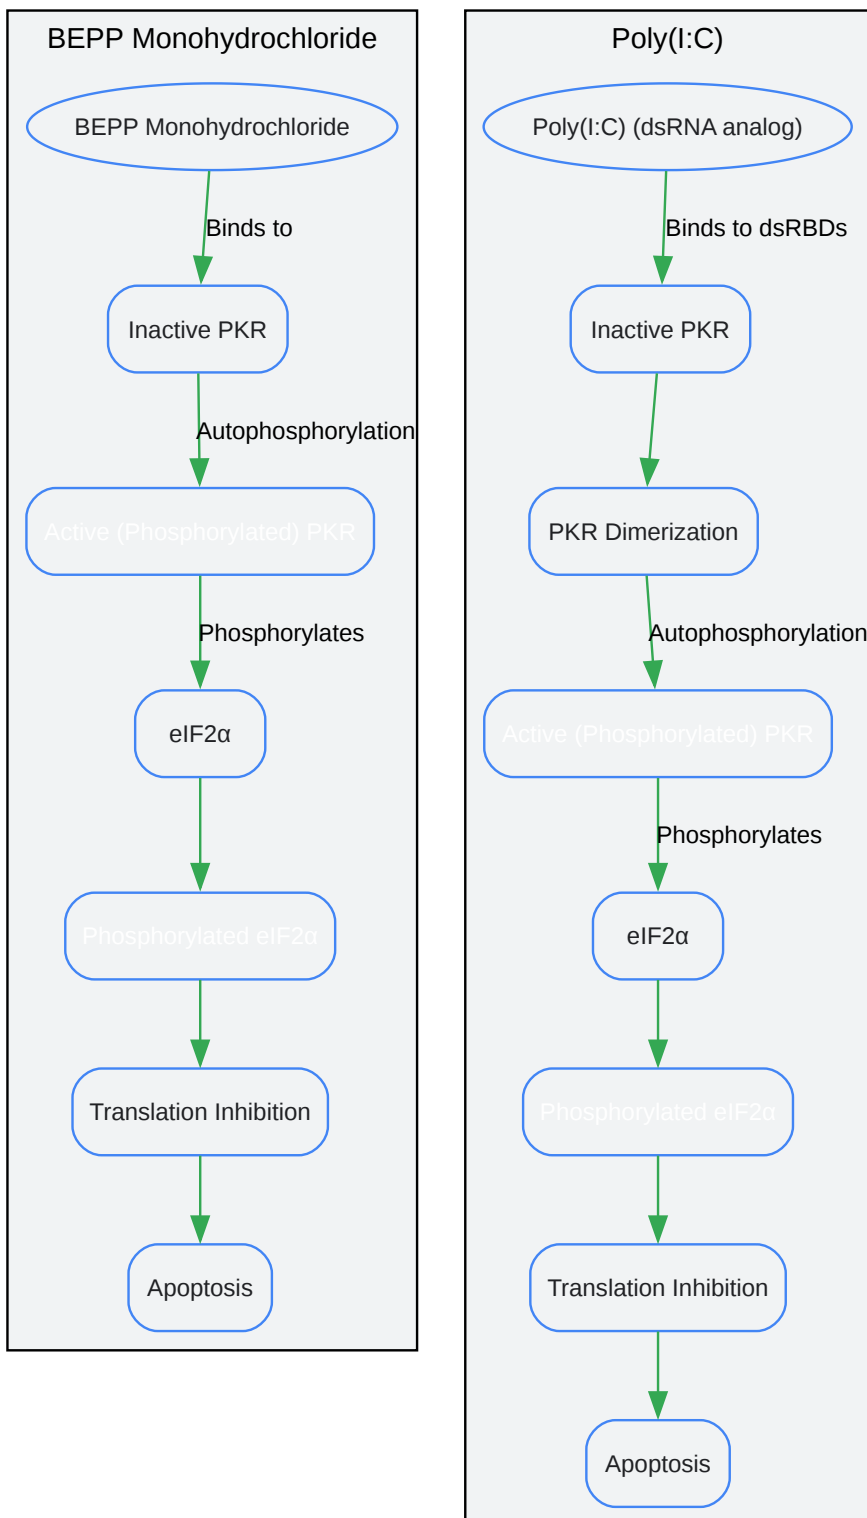 BEPP Monohydrochloride
BEPP Monohydrochloride
Binds to
Inactive PKR
Autophosphorylation
Active (Phosphorylated) PKR
Phosphorylates
eIF2α
Phosphorylated eIF2α
Translation Inhibition
Apoptosis
Poly(I:C)
Poly(I:C) (dsRNA analog)
Binds to dsRBDs
Inactive PKR
PKR Dimerization
Autophosphorylation
Active (Phosphorylated) PKR
Phosphorylates
eIF2α
Phosphorylated eIF2α
Translation Inhibition
Apoptosis